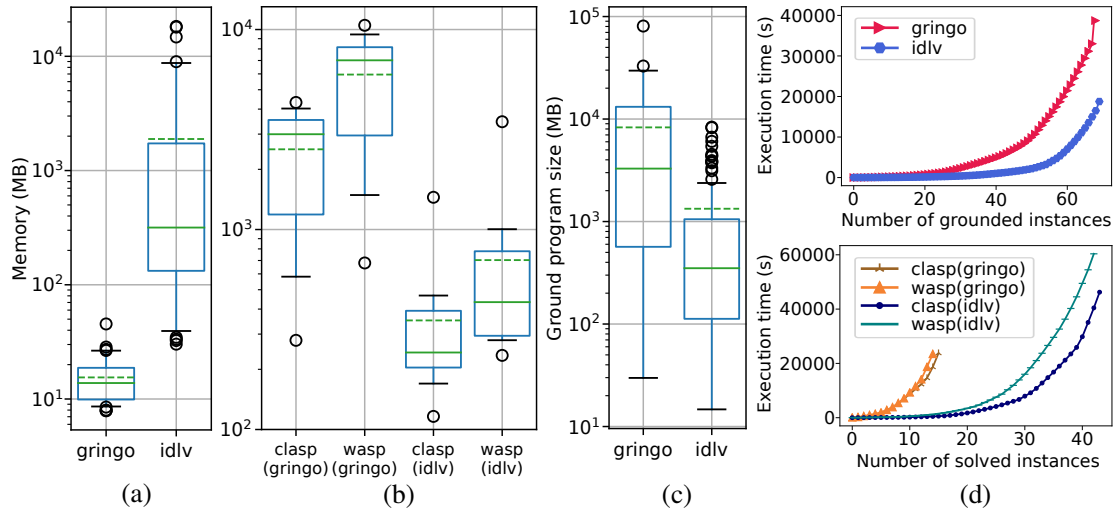 Memory (MB)
10^4
10^3
10^2
10^1
gringo
idlv
(a)
10^4
10^3
10^2
clasp
(gringo)
wasp
(gringo)
clasp
(idlv)
wasp
(idlv)
(b)
Ground program size (MB)
10^5
10^4
10^3
10^2
10^1
gringo
idlv
(c)
Execution time (s)
40000
30000
20000
10000
0
gringo
idlv
0 20 40 60
Number of grounded instances
Execution time (s)
60000
40000
20000
0
clasp(gringo)
wasp(gringo)
clasp(idlv)
wasp(idlv)
0 10 20 30 40
Number of solved instances
(d)